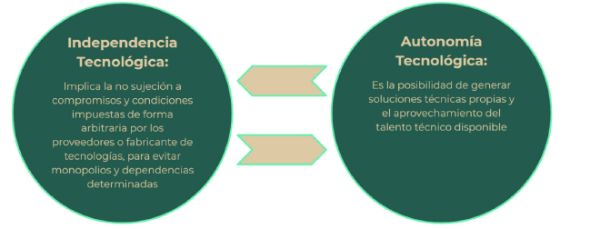 Independencia
Tecnológica:
Implica la no sujeción a
compromisos y condiciones
impuestas de forma
arbitraria por los
proveedores o fabricante de
tecnologías, para evitar
monopolios y dependencias
determinadas
Autonomía
Tecnológica:
Es la posibilidad de generar
soluciones técnicas propias y
el aprovechamiento del
talento técnico disponible